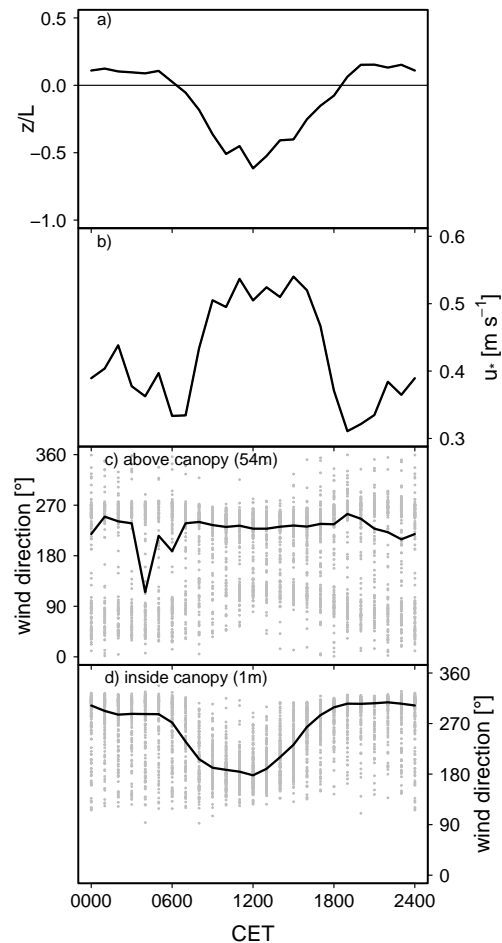 a)
0.5
0.0
−0.5
−1.0
z/L
b)
0.6
0.5
0.4
0.3
u* [m s−1]
c) above canopy (54m)
360
270
180
90
0
wind direction [°]
d) inside canopy (1m)
360
270
180
90
0
wind direction [°]
0000 0600 1200 1800 2400
CET